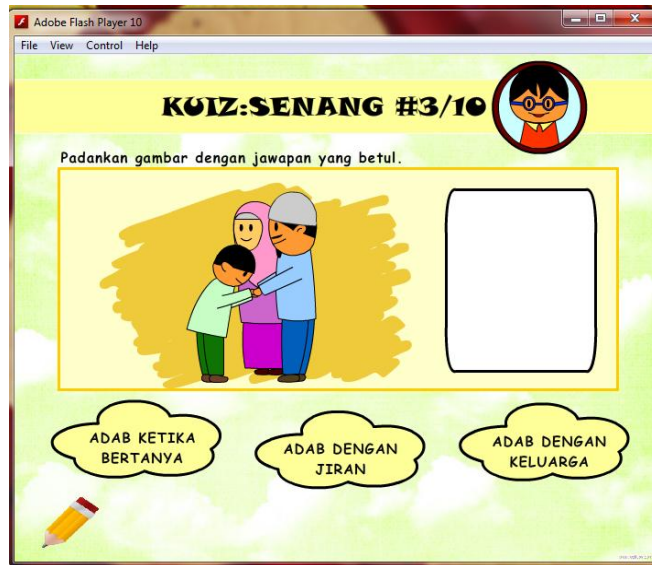 Adobe Flash Player 10
File View Control Help
KUIZ:SENANG #3/10
Padankan gambar dengan jawapan yang betul.
ADAB KETIKA
BERTANYA
ADAB DENGAN
JIRAN
ADAB DENGAN
KELUARGA